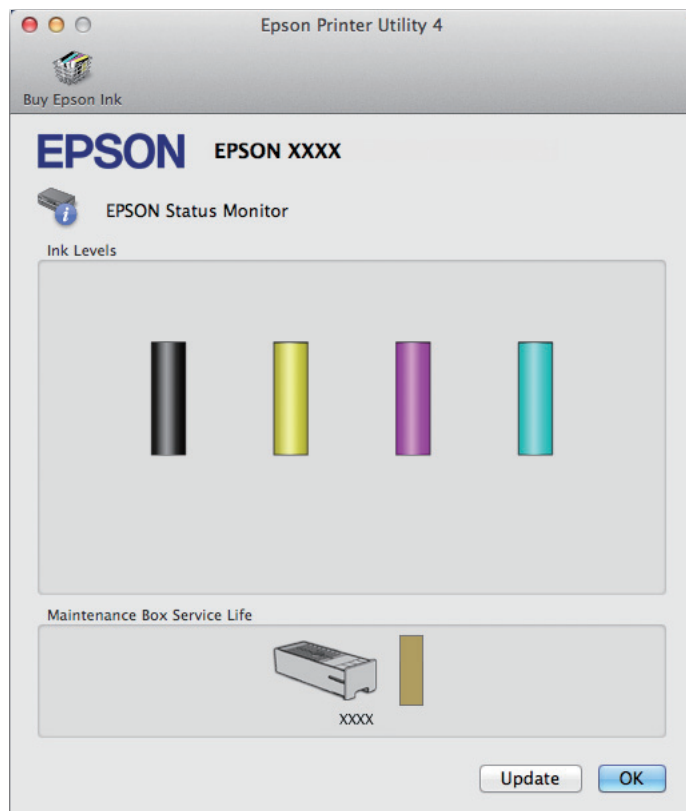 Epson Printer Utility 4
Buy Epson Ink
EPSON EPSON XXXX
EPSON Status Monitor
Ink Levels
Maintenance Box Service Life
XXXX
Update OK